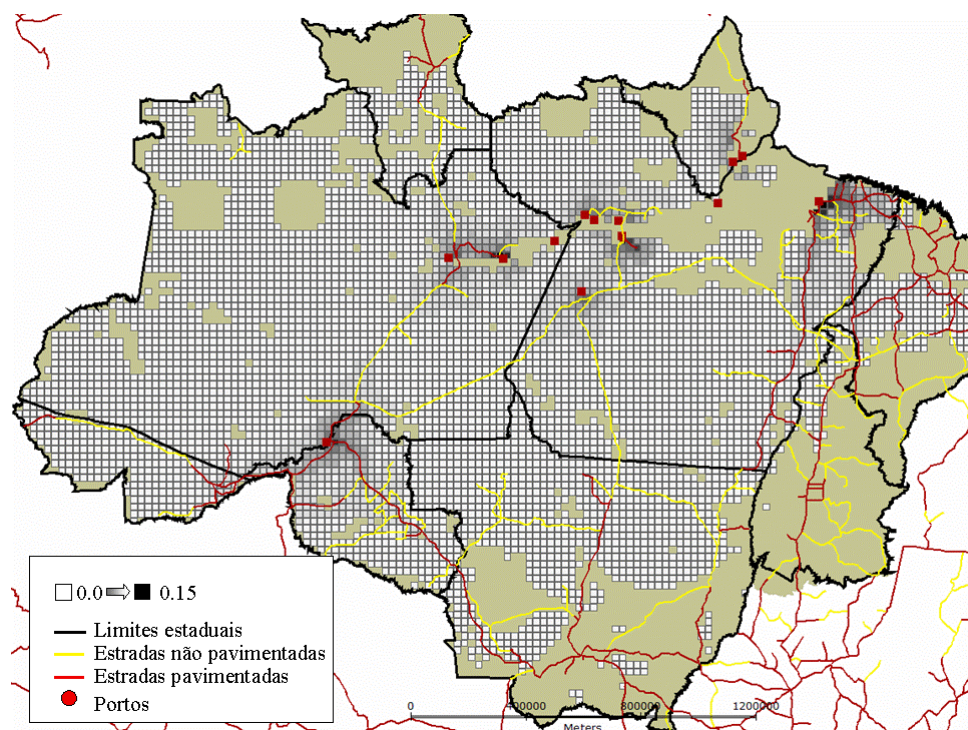 0.0 0.15
Limites estaduais
Estradas não pavimentadas
Estradas pavimentadas
Portos
0 400000 800000 1200000
Meters